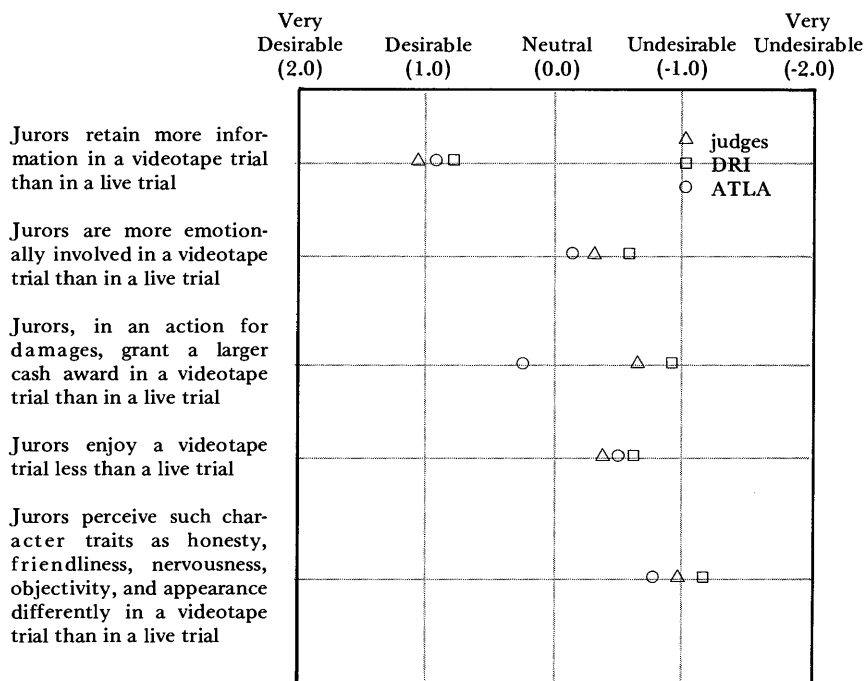 Very Desirable (2.0)
Desirable (1.0)
Neutral (0.0)
Undesirable (-1.0)
Very Undesirable (-2.0)
Jurors retain more infor-
mation in a videotape trial
than in a live trial
judges
DRI
ATLA
Jurors are more emotion-
ally involved in a videotape
trial than in a live trial
Jurors, in an action for
damages, grant a larger
cash award in a videotape
trial than in a live trial
Jurors enjoy a videotape
trial less than a live trial
Jurors perceive such char-
acter traits as honesty,
friendliness, nervousness,
objectivity, and appearance
differently in a videotape
trial than in a live trial